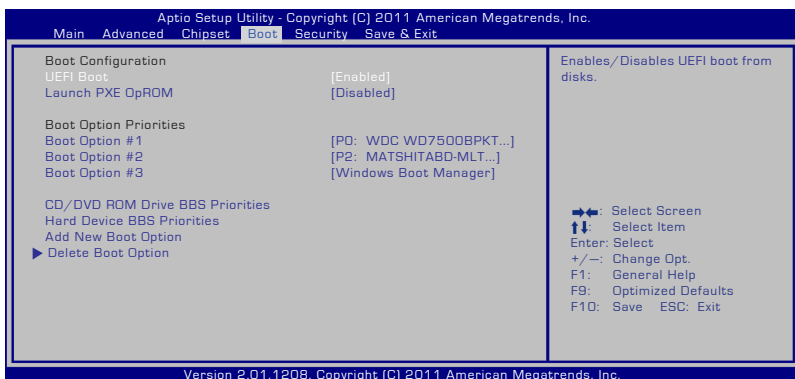 Aptio Setup Utility - Copyright (C) 2011 American Megatrends, Inc.
Main Advanced Chipset Boot Security Save & Exit
Boot Configuration
UEFI Boot [Enabled]
Launch PXE OpROM [Disabled]
Boot Option Priorities
Boot Option #1 [P0: WDC WD7500BPKT...]
Boot Option #2 [P2: MATSHITABD-MLT...]
Boot Option #3 [Windows Boot Manager]
CD/DVD ROM Drive BBS Priorities
Hard Device BBS Priorities
Add New Boot Option
Delete Boot Option
Enables/Disables UEFI boot from
disks.
→←: Select Screen
↑↓: Select Item
Enter: Select
+/—: Change Opt.
F1: General Help
F9: Optimized Defaults
F10: Save ESC: Exit
Version 2.01.1208. Copyright (C) 2011 American Megatrends, Inc.